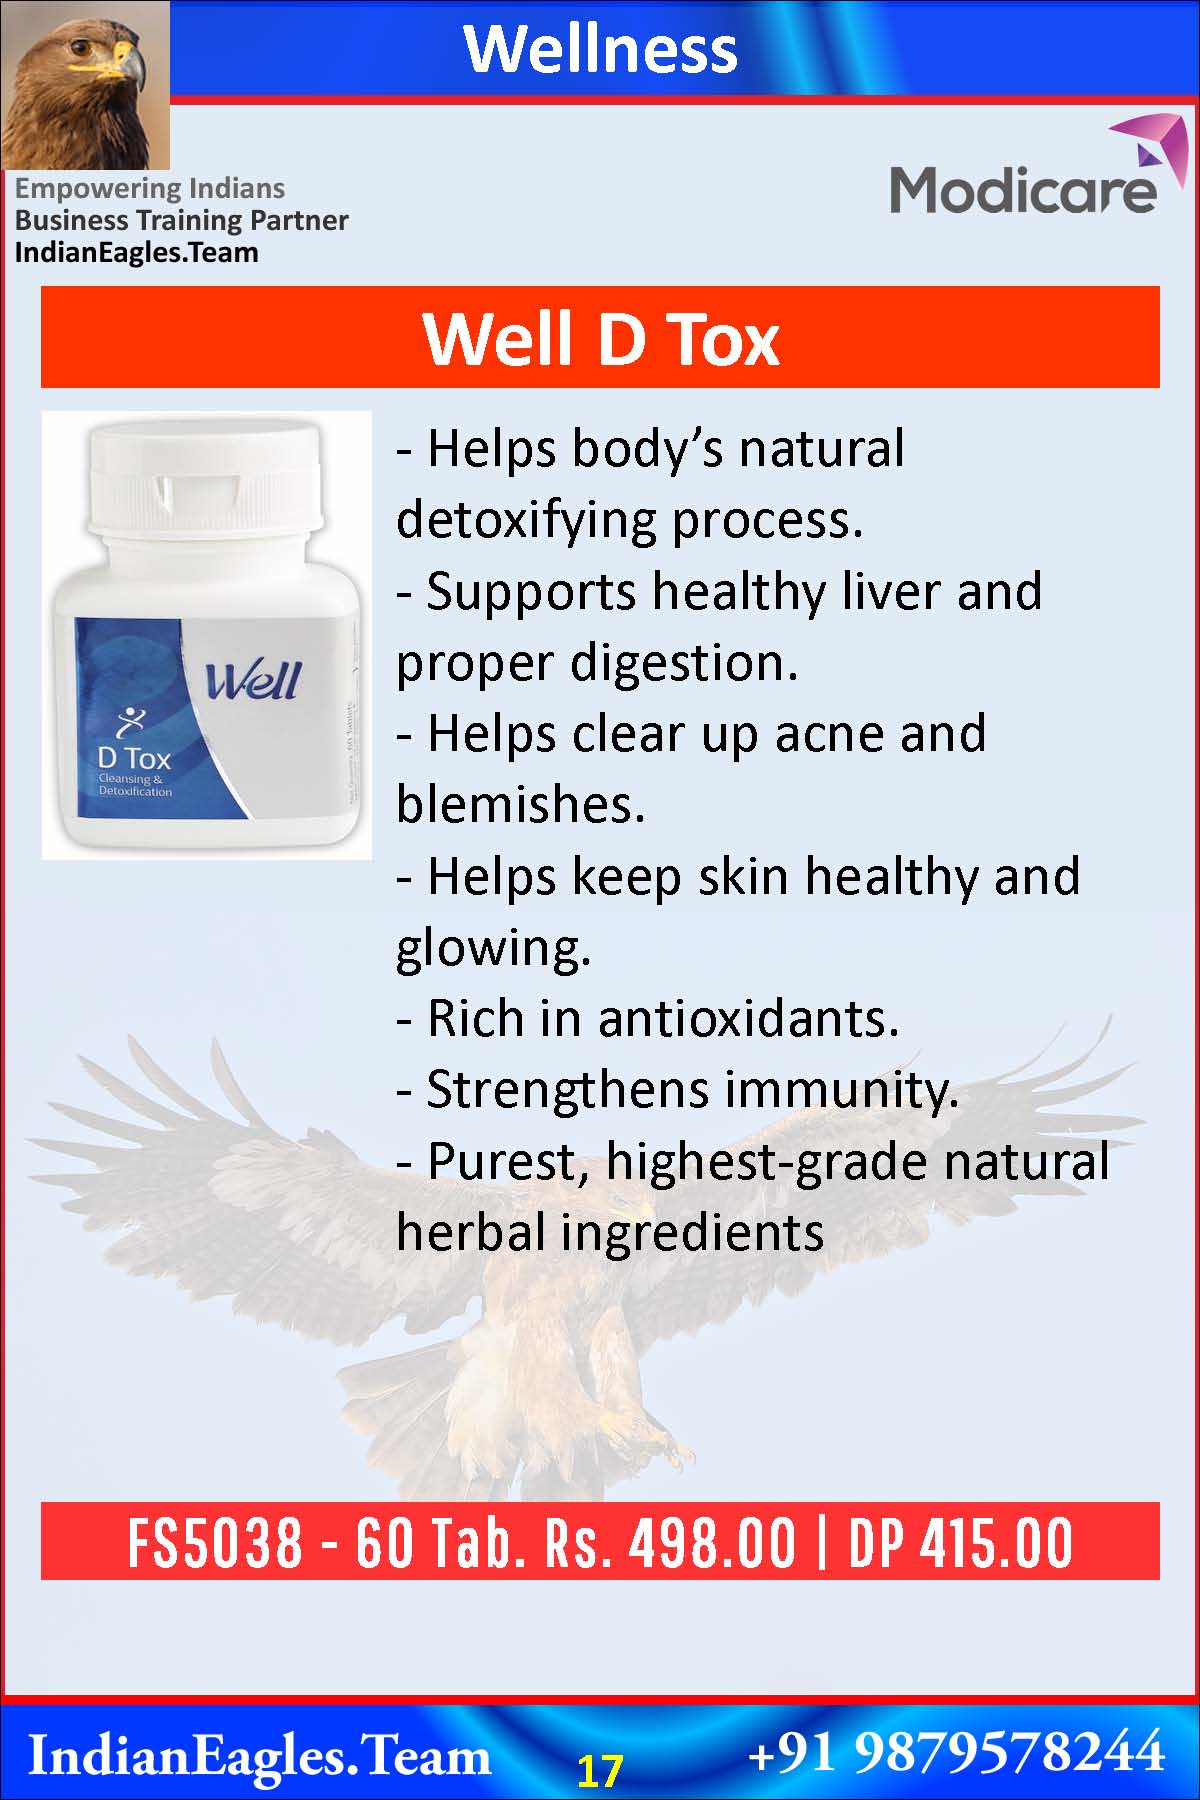 Wellness
Empowering Indians
Business Training Partner
IndianEagles.Team
Modicare
Well D Tox
- Helps body’s natural
detoxifying process.
- Supports healthy liver and
proper digestion.
- Helps clear up acne and
blemishes.
- Helps keep skin healthy and
glowing.
- Rich in antioxidants.
- Strengthens immunity.
- Purest, highest-grade natural
herbal ingredients
Well
D Tox
Cleansing &
Detoxification
60 Tablets
FS5038 - 60 Tab. Rs. 498.00 | DP 415.00
IndianEagles.Team
17
+91 9879578244